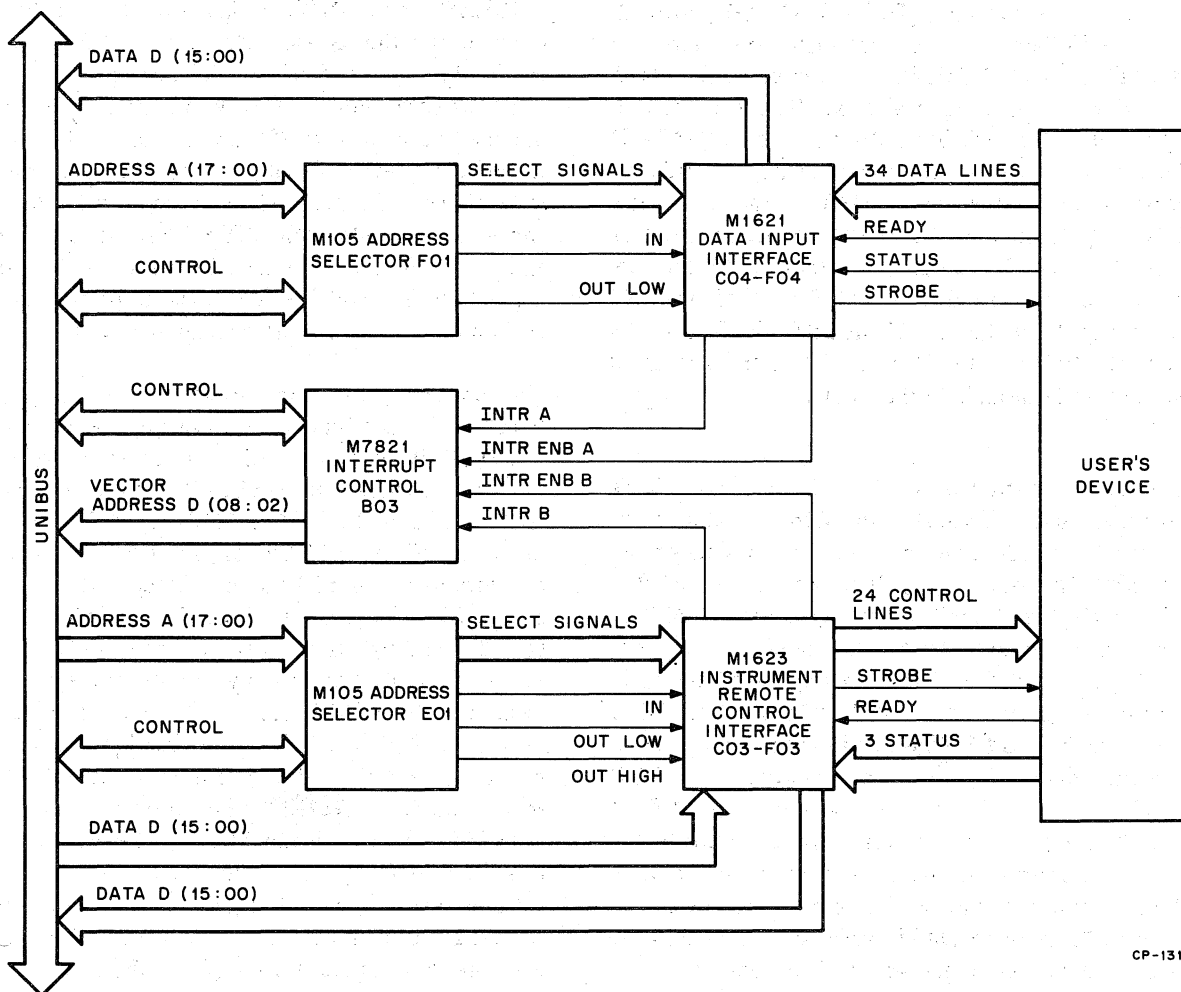 DATA D (15:00)
ADDRESS A (17:00)
SELECT SIGNALS
34 DATA LINES
M105 ADDRESS
SELECTOR F01
M1621
DATA INPUT
INTERFACE
C04-F04
READY
IN
STATUS
CONTROL
OUT LOW
STROBE
CONTROL
INTR A
M7821
INTERRUPT
CONTROL
B03
INTR ENB A
INTR ENB B
INTR B
VECTOR
ADDRESS D (08:02)
UNIBUS
USER'S
DEVICE
ADDRESS A (17:00)
SELECT SIGNALS
24 CONTROL
LINES
M105 ADDRESS
SELECTOR E01
M1623
INSTRUMENT
REMOTE
CONTROL
INTERFACE
C03-F03
STROBE
IN
READY
CONTROL
OUT LOW
3 STATUS
OUT HIGH
DATA D (15:00)
DATA D (15:00)
CP-131